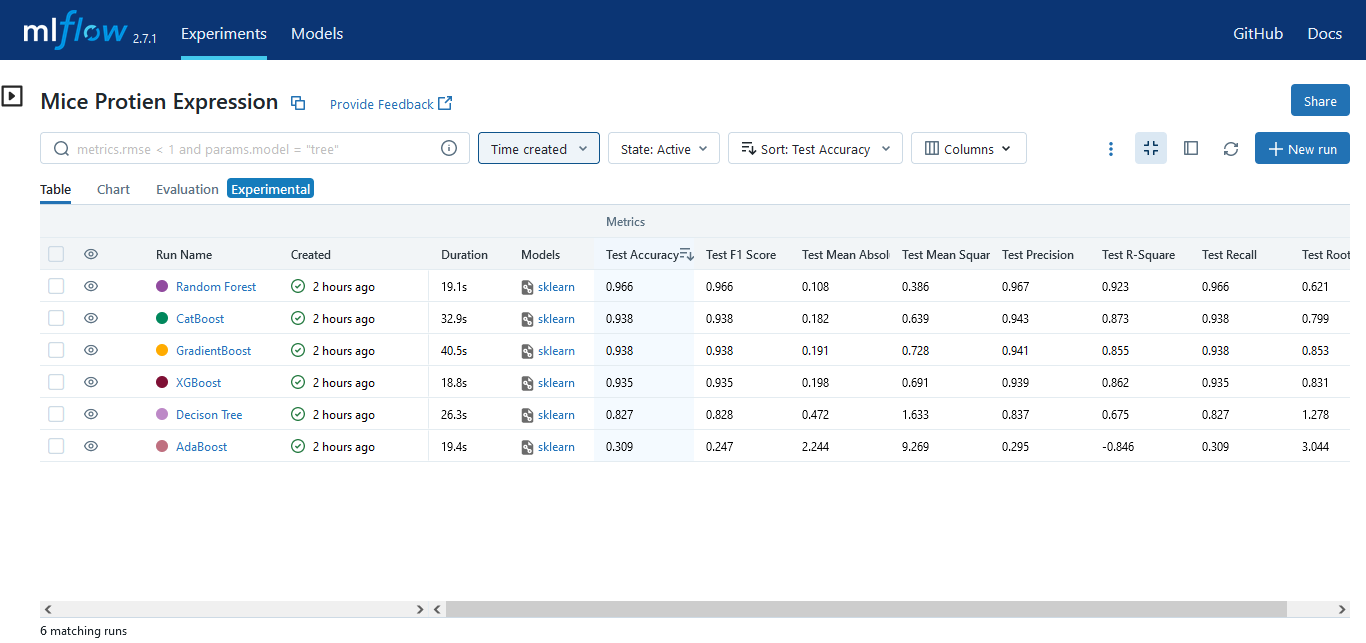 mlflow 2.7.1 Experiments Models GitHub Docs
Mice Protien Expression Provide Feedback Share
metrics.rmse < 1 and params.model = "tree" Time created State: Active Sort: Test Accuracy Columns New run
Table Chart Evaluation Experimental
Metrics
Run Name Created Duration Models Test Accuracy Test F1 Score Test Mean Absol Test Mean Squar Test Precision Test R-Square Test Recall Test Root
Random Forest 2 hours ago 19.1s sklearn 0.966 0.966 0.108 0.386 0.967 0.923 0.966 0.621
CatBoost 2 hours ago 32.9s sklearn 0.938 0.938 0.182 0.639 0.943 0.873 0.938 0.799
GradientBoost 2 hours ago 40.5s sklearn 0.938 0.938 0.191 0.728 0.941 0.855 0.938 0.853
XGBoost 2 hours ago 18.8s sklearn 0.935 0.935 0.198 0.691 0.939 0.862 0.935 0.831
Decison Tree 2 hours ago 26.3s sklearn 0.827 0.828 0.472 1.633 0.837 0.675 0.827 1.278
AdaBoost 2 hours ago 19.4s sklearn 0.309 0.247 2.244 9.269 0.295 -0.846 0.309 3.044
6 matching runs